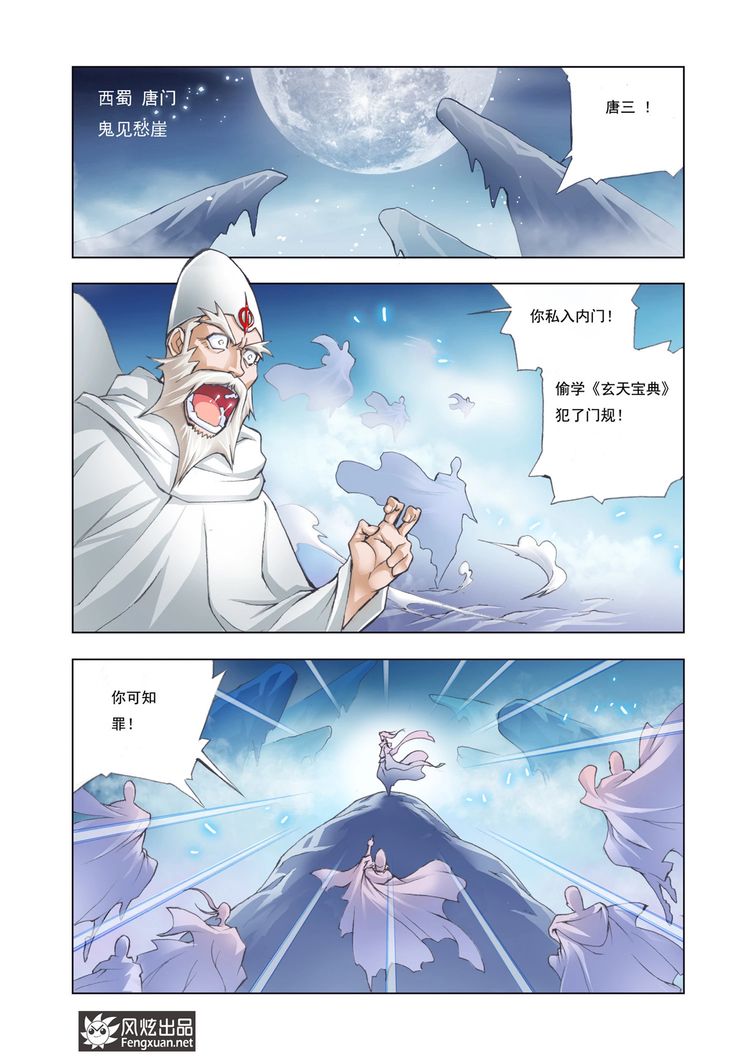 西蜀 唐门
鬼见愁崖
唐三 !
你私入内门!
偷学《玄天宝典》
犯了门规!
你可知
罪!
风炫出品
Fengxuan.net